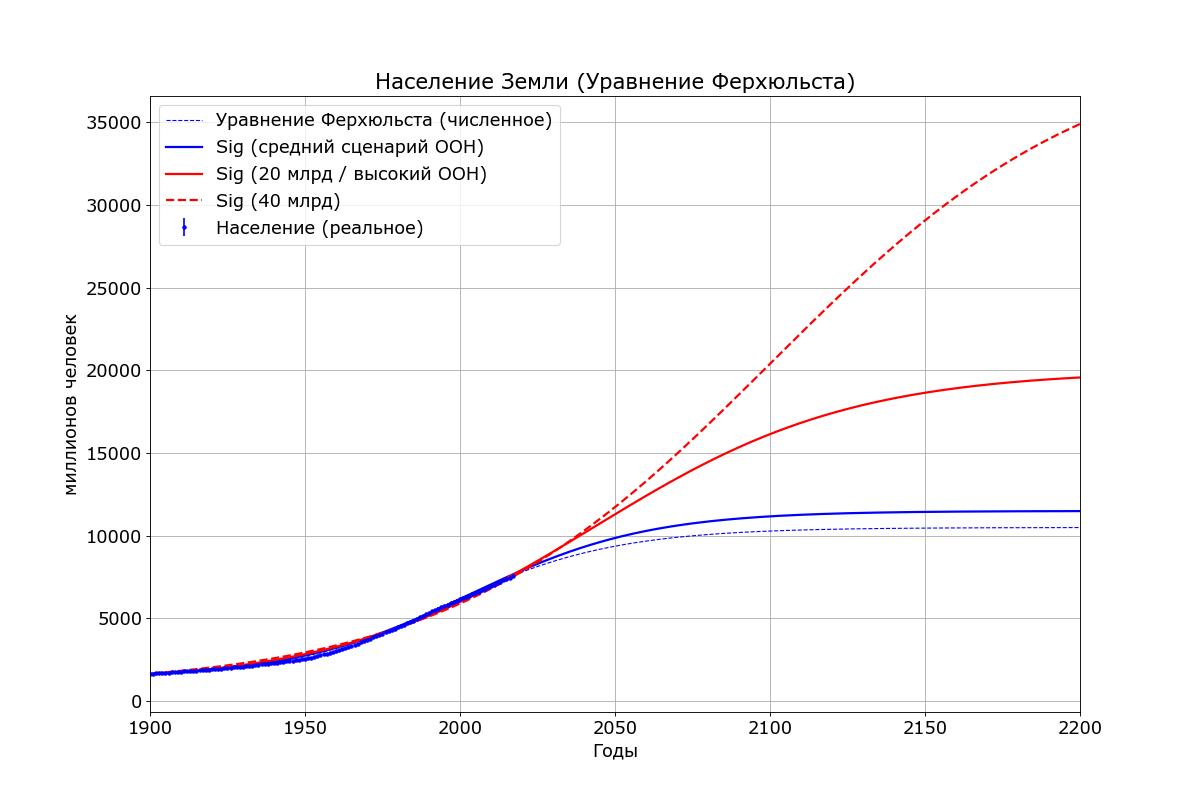 Население Земли (Уравнение Ферхюльста)
Уравнение Ферхюльста (численное)
Sig (средний сценарий ООН)
Sig (20 млрд / высокий ООН)
Sig (40 млрд)
Население (реальное)
миллионов человек
35000
30000
25000
20000
15000
10000
5000
0
1900 1950 2000 2050 2100 2150 2200
Годы